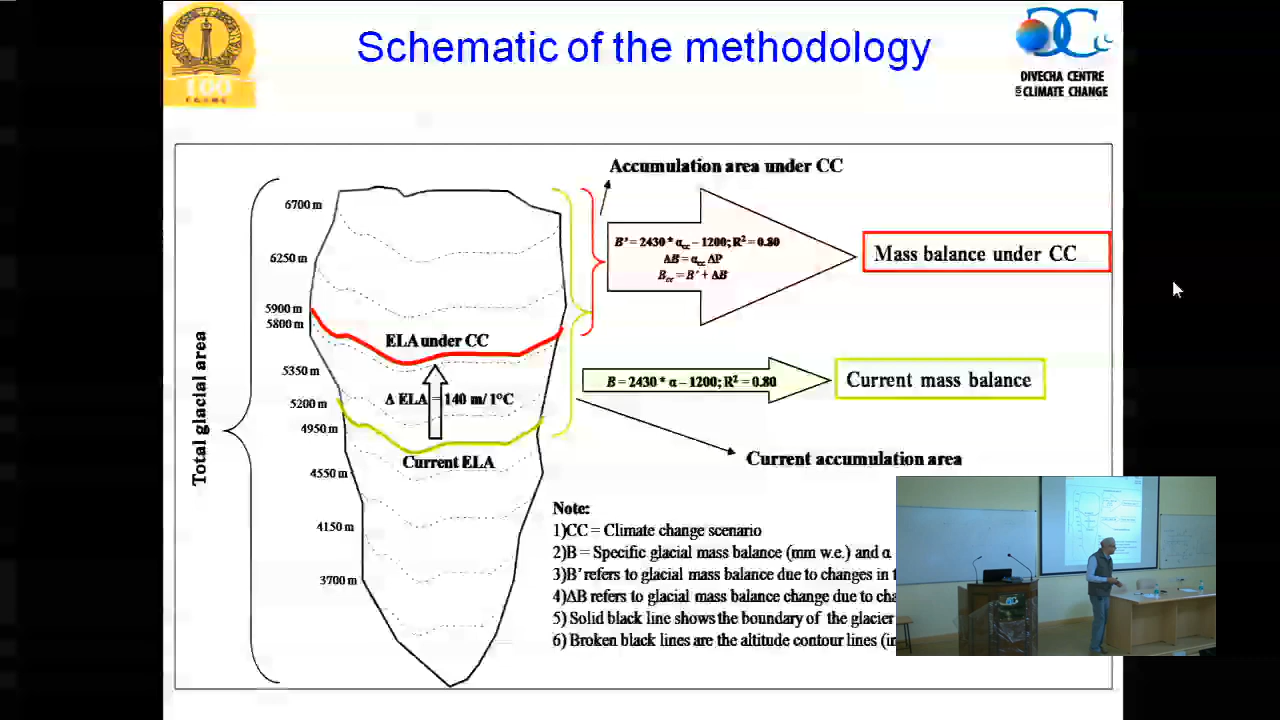 Schematic of the methodology
100
DIVECHA CENTRE
FOR CLIMATE CHANGE
Accumulation area under CC
6700 m
6250 m
5900 m
5800 m
5350 m
5200 m
4950 m
4550 m
4150 m
3700 m
Total glacial area
ELA under CC
Δ ELA = 140 m/ 1°C
Current ELA
B' = 2430 * αcc – 1200; R² = 0.80
ΔB = αcc ΔP
Bcc = B' + ΔB
Mass balance under CC
B = 2430 * α – 1200; R² = 0.80
Current mass balance
Current accumulation area
Note:
1)CC = Climate change scenario
2)B = Specific glacial mass balance (mm w.e.) and α
3)B' refers to glacial mass balance due to changes in
4)ΔB refers to glacial mass balance change due to
5) Solid black line shows the boundary of the glacier
6) Broken black lines are the altitude contour lines